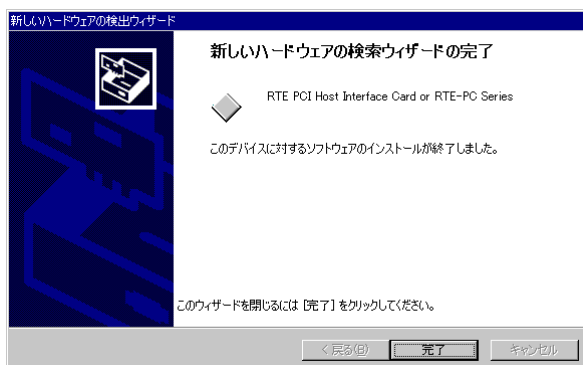 新しいハードウェアの検出ウィザード
新しいハードウェアの検索ウィザードの完了
RTE PCI Host Interface Card or RTE-PC Series
このデバイスに対するソフトウェアのインストールが終了しました。
このウィザードを閉じるには [完了] をクリックしてください。
< 戻る(B)
完了
キャンセル